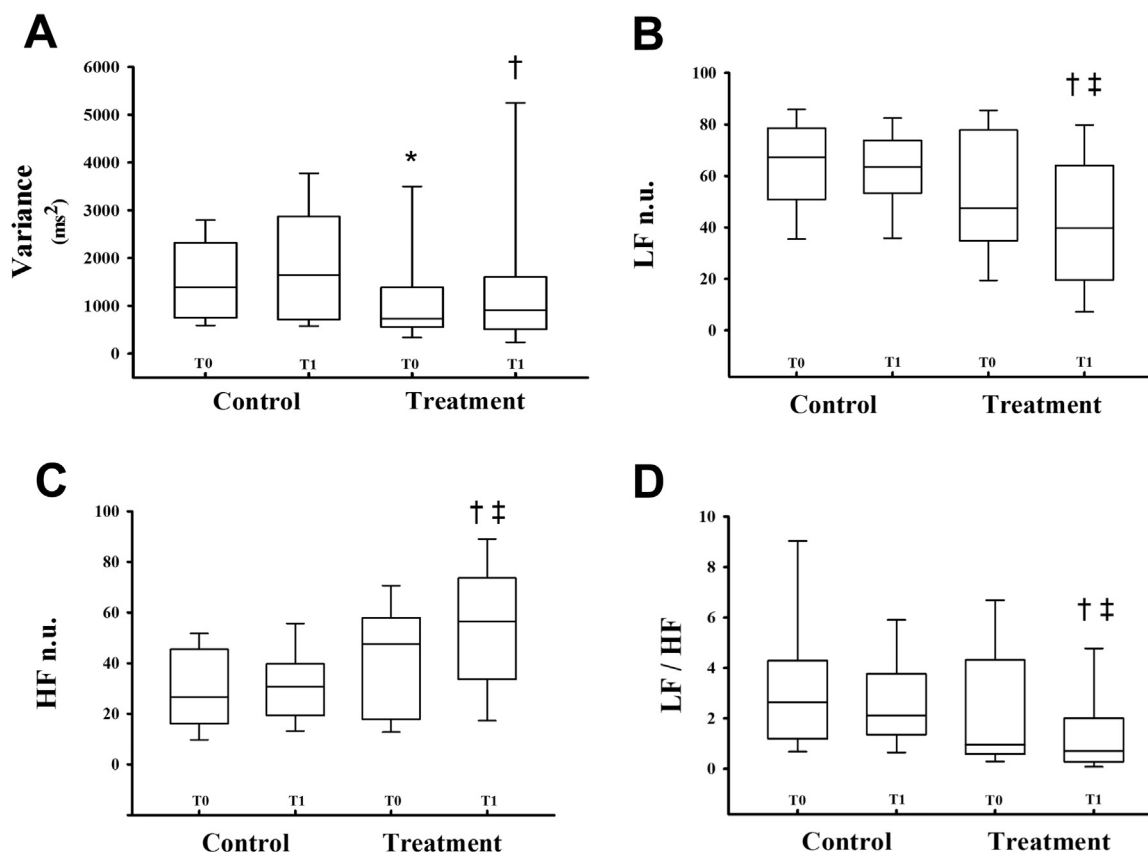 A
Variance
(ms²)
6000
5000
4000
3000
2000
1000
0
*
†
T0
T1
T0
T1
Control
Treatment
B
LF n.u.
100
80
60
40
20
0
† ‡
T0
T1
T0
T1
Control
Treatment
C
HF n.u.
100
80
60
40
20
0
† ‡
T0
T1
T0
T1
Control
Treatment
D
LF / HF
10
8
6
4
2
0
† ‡
T0
T1
T0
T1
Control
Treatment